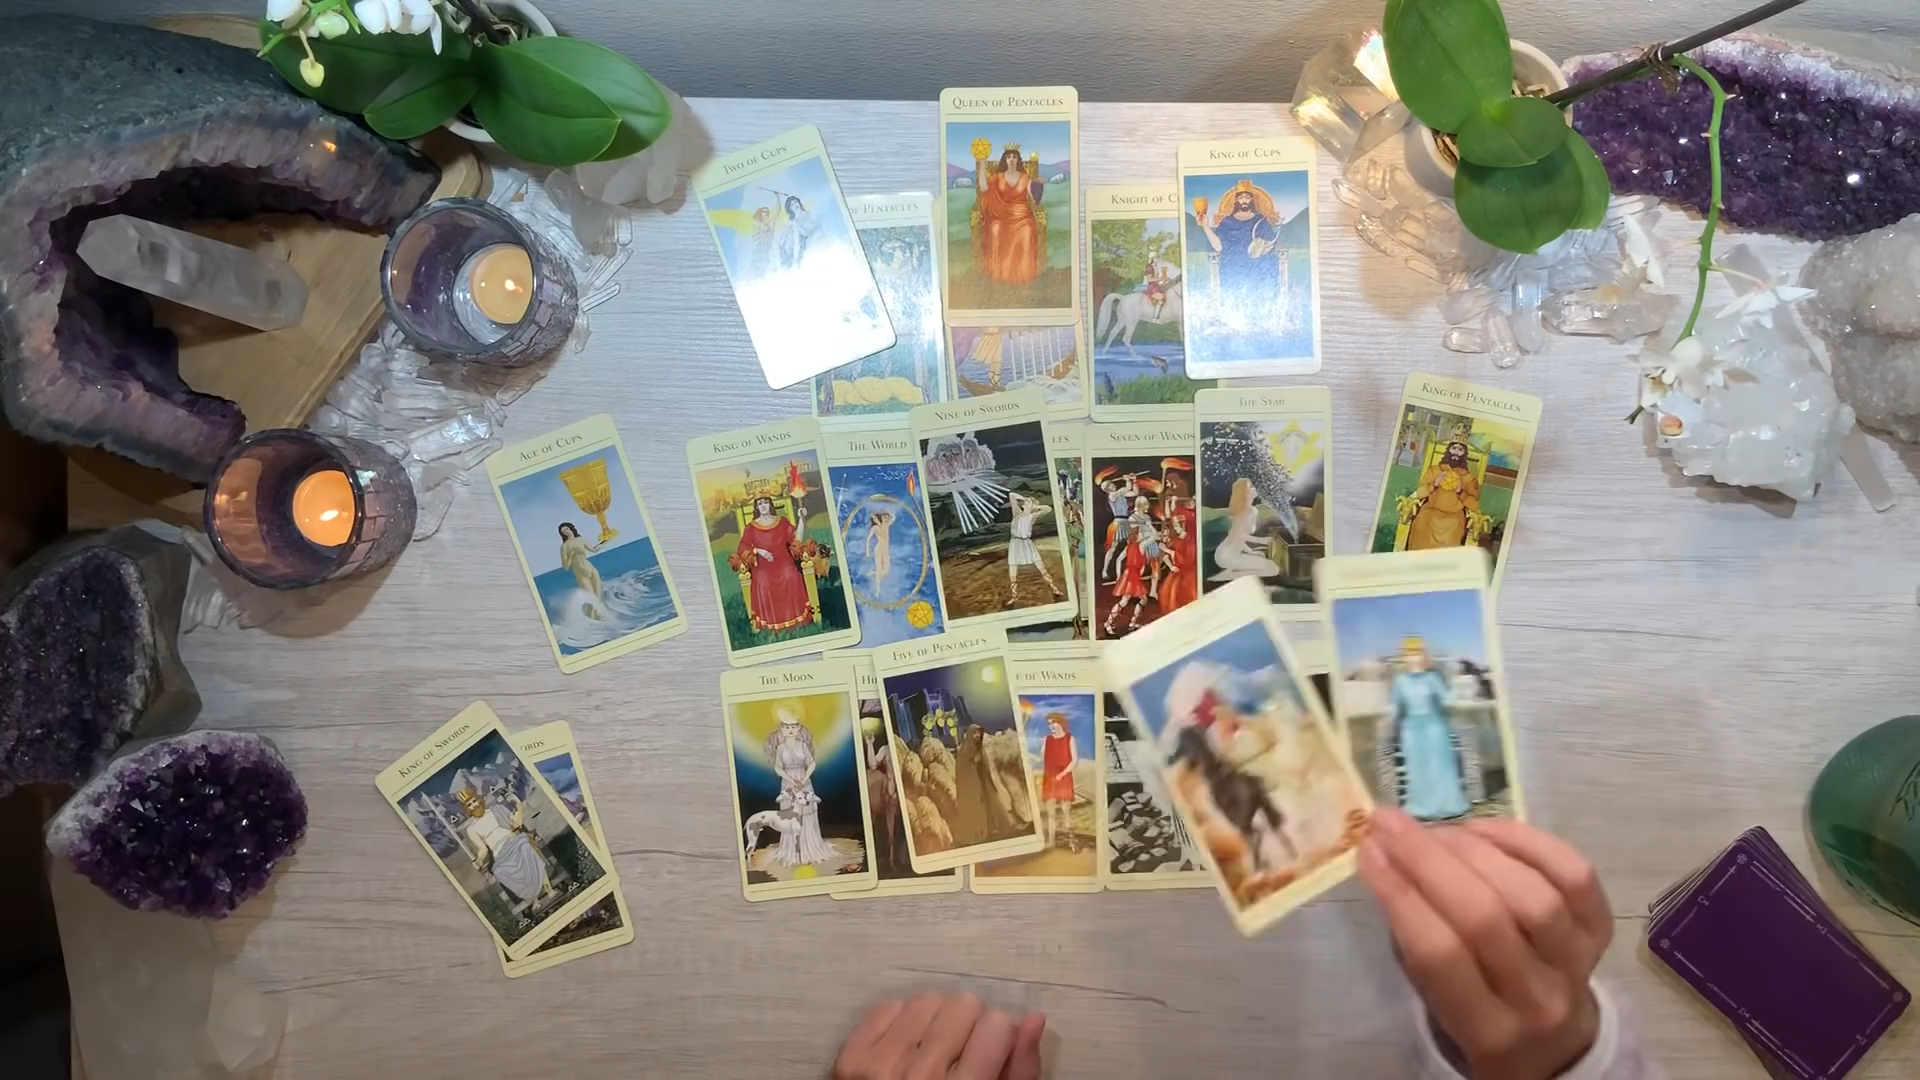 QUEEN OF PENTACLES
TWO OF CUPS
KING OF CUPS
PENTACLES
KNIGHT OF C
KING OF PENTACLES
NINE OF SWORDS
THE STAR
ACE OF CUPS
KING OF WANDS
THE WORLD
LES
SEVEN OF WANDS
FIVE OF PENTACLES
THE MOON
OF WANDS
KING OF SWORDS
ORDS